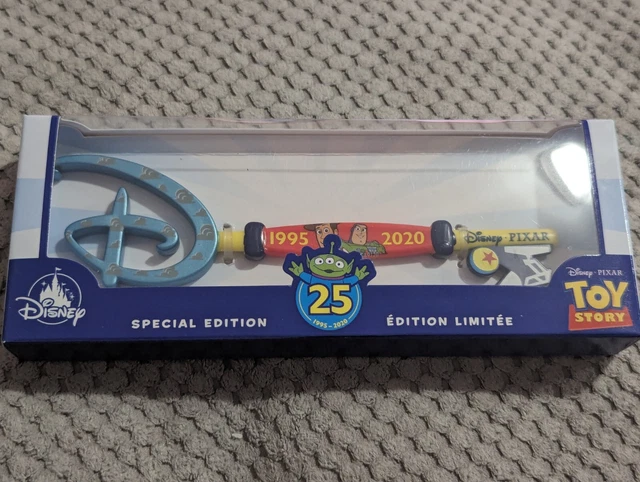 1995 2020
Disney · PIXAR
Disney
SPECIAL EDITION
25
1995 - 2020
ÉDITION LIMITÉE
Disney · PIXAR
TOY
STORY